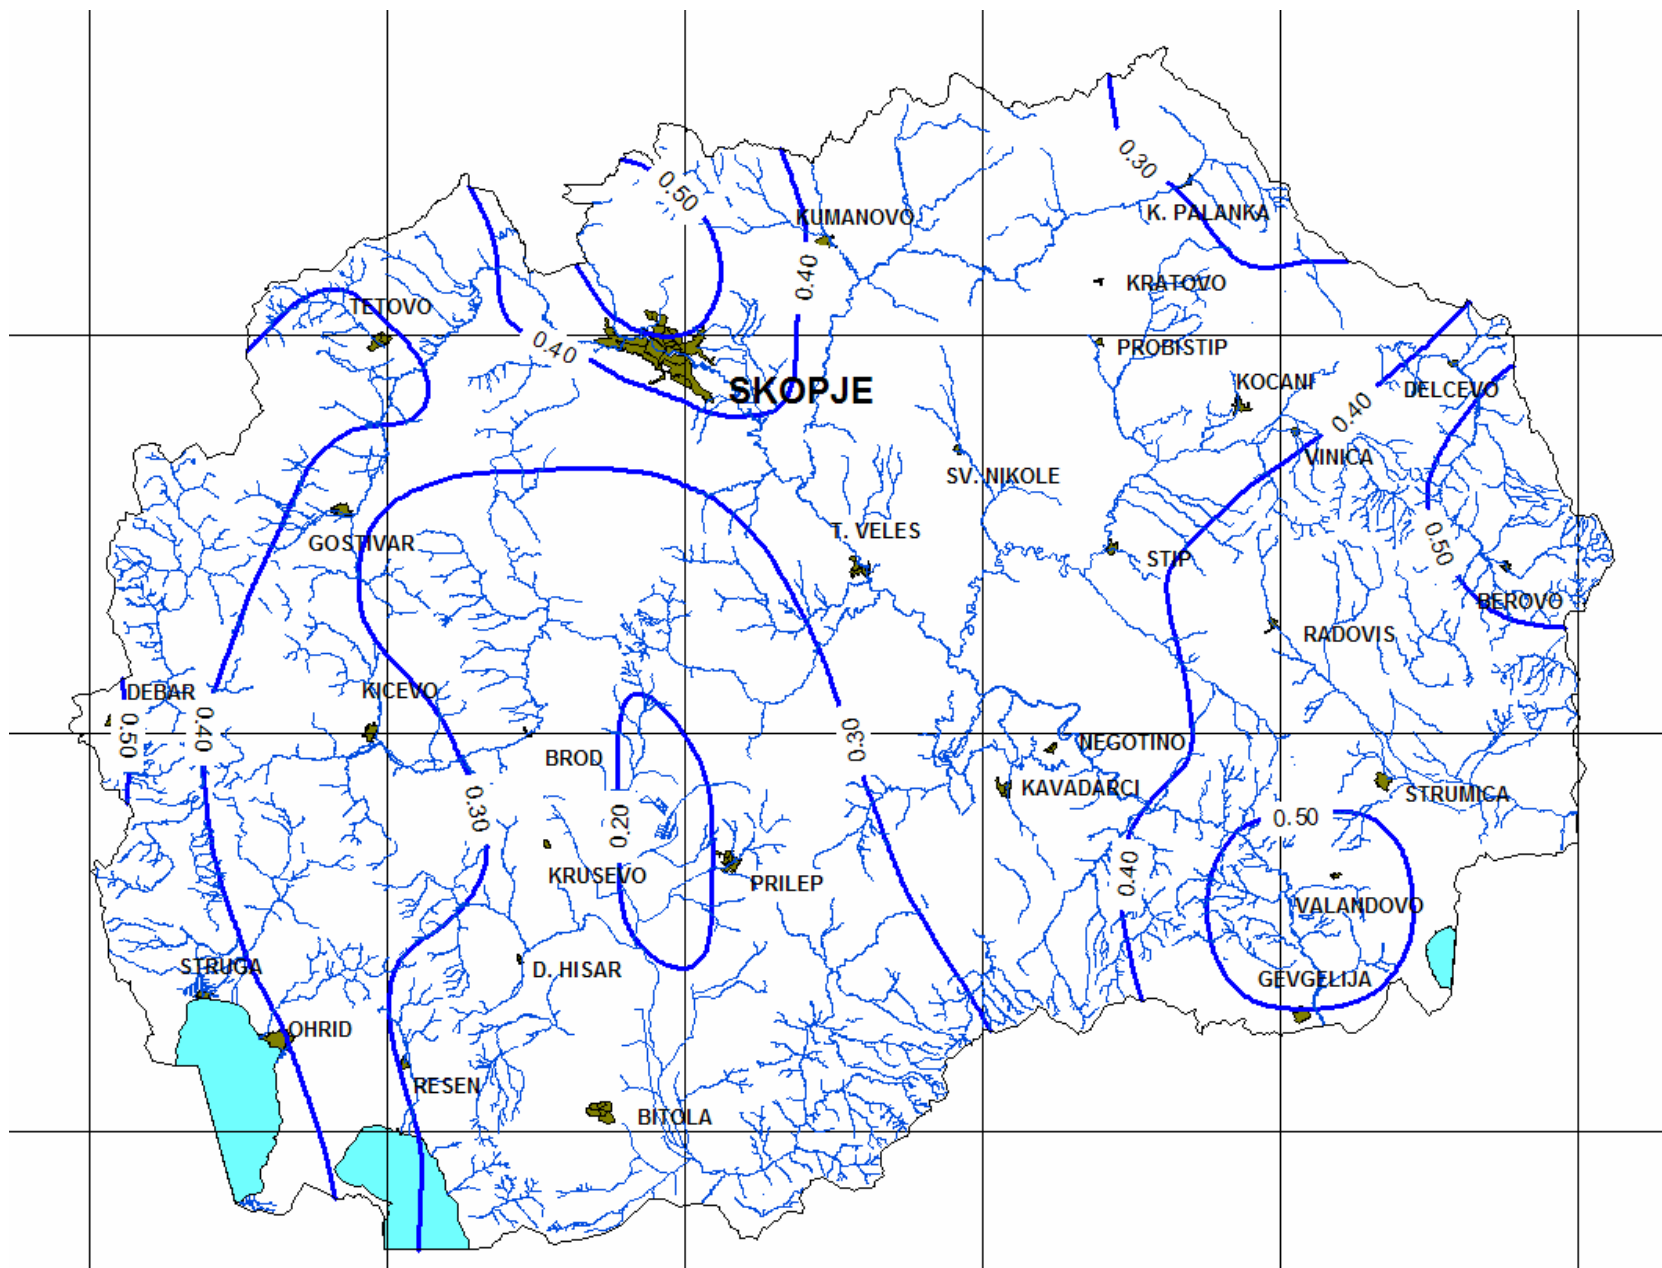 0.30
0.50
K. PALANKA
KUMANOVO
0.40
KRATOVO
TETOVO
0.40
PROBISTIP
SKOPJE
KOCANI
DELCEVO
0.40
VINICA
SV. NIKOLE
T. VELES
GOSTIVAR
0.50
STIP
BEROVO
RADOVIS
DEBAR
KICEVO
0.50
0.40
0.30
NEGOTINO
BROD
KAVADARCI
STRUMICA
0.30
0.20
0.50
KRUSEVO
PRILEP
0.40
VALANDOVO
STRUGA
D. HISAR
GEVGELIJA
OHRID
RESEN
BITOLA